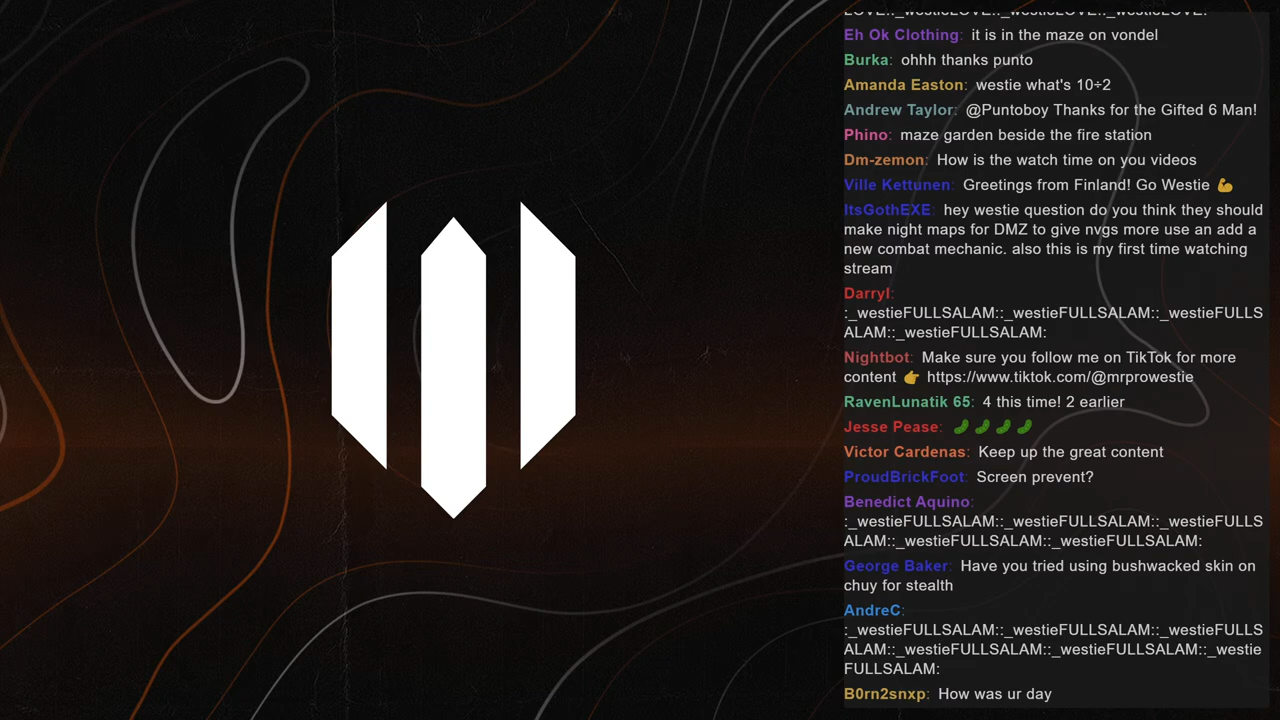 LOVE::_westieLOVE::_westieLOVE::_westieLOVE:
Eh Ok Clothing: it is in the maze on vondel
Burka: ohhh thanks punto
Amanda Easton: westie what's 10÷2
Andrew Taylor: @Puntoboy Thanks for the Gifted 6 Man!
Phino: maze garden beside the fire station
Dm-zemon: How is the watch time on you videos
Ville Kettunen: Greetings from Finland! Go Westie 💪
ItsGothEXE: hey westie question do you think they should
make night maps for DMZ to give nvgs more use an add a
new combat mechanic. also this is my first time watching
stream
Darryl:
:_westieFULLSALAM::_westieFULLSALAM::_westieFULLS
ALAM::_westieFULLSALAM:
Nightbot: Make sure you follow me on TikTok for more
content 👉 https://www.tiktok.com/@mrprowestie
RavenLunatik 65: 4 this time! 2 earlier
Jesse Pease: 🥒🥒🥒🥒
Victor Cardenas: Keep up the great content
ProudBrickFoot: Screen prevent?
Benedict Aquino:
:_westieFULLSALAM::_westieFULLSALAM::_westieFULLS
ALAM::_westieFULLSALAM::_westieFULLSALAM:
George Baker: Have you tried using bushwacked skin on
chuy for stealth
AndreC:
:_westieFULLSALAM::_westieFULLSALAM::_westieFULLS
ALAM::_westieFULLSALAM::_westieFULLSALAM::_westie
FULLSALAM:
B0rn2snxp: How was ur day